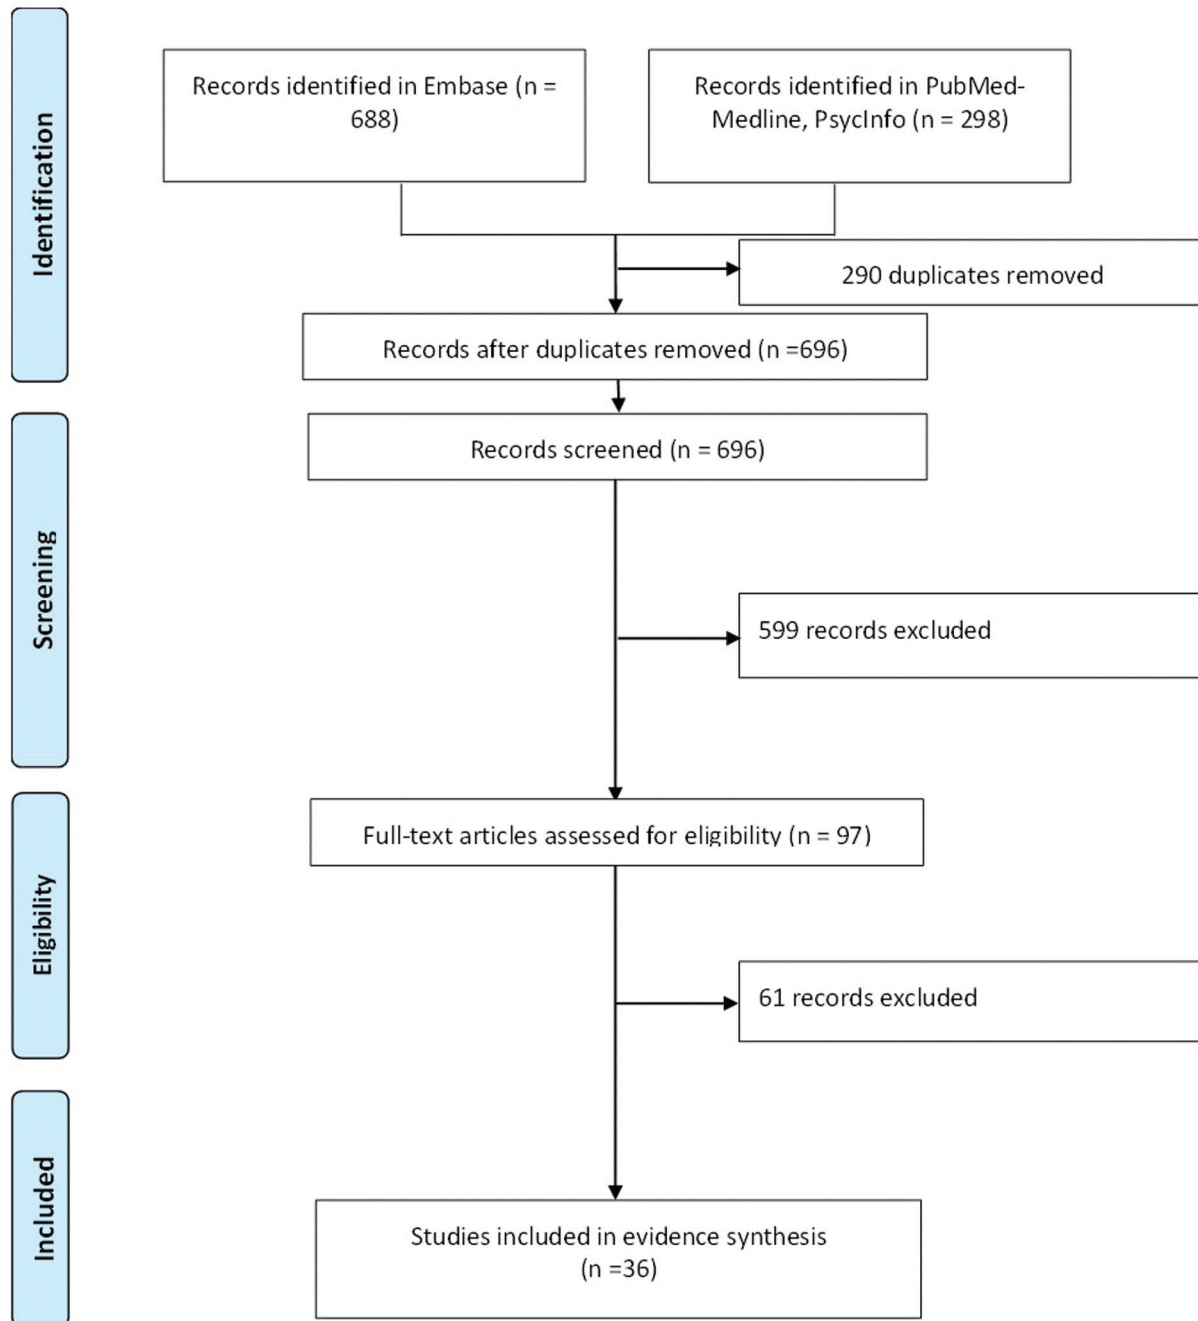 Identification
Records identified in Embase (n =
688)
Records identified in PubMed-
Medline, PsycInfo (n = 298)
290 duplicates removed
Records after duplicates removed (n =696)
Screening
Records screened (n = 696)
599 records excluded
Eligibility
Full-text articles assessed for eligibility (n = 97)
61 records excluded
Included
Studies included in evidence synthesis
(n =36)